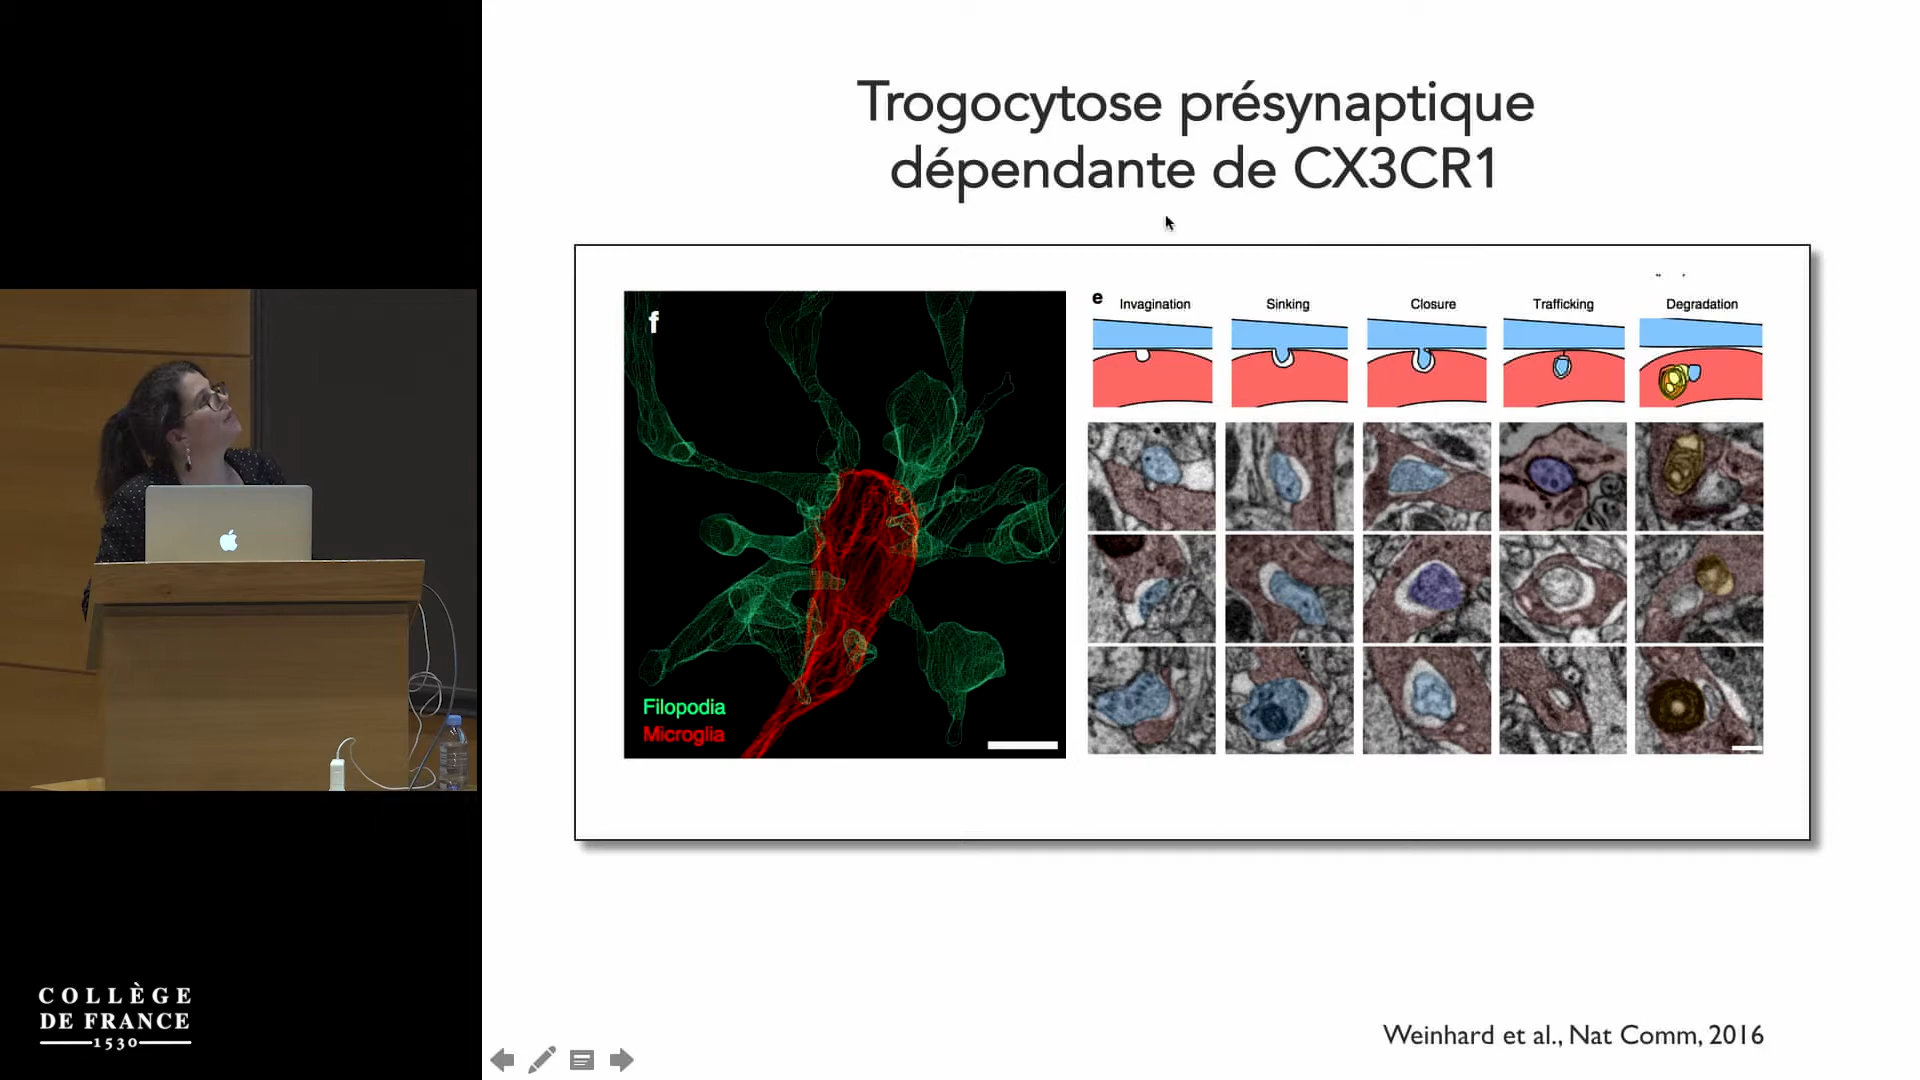 Trogocytose présynaptique
dépendante de CX3CR1
f
Filopodia
Microglia
e
Invagination
Sinking
Closure
Trafficking
Degradation
COLLÈGE
DE FRANCE
1530
Weinhard et al., Nat Comm, 2016